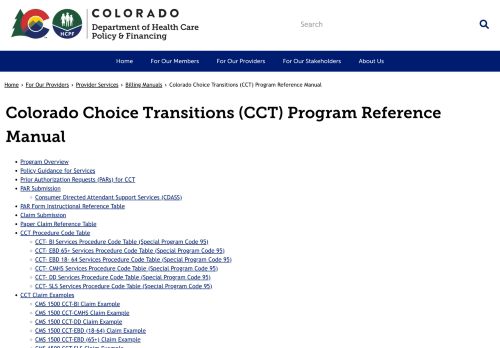 COLORADO
Department of Health Care
Policy & Financing
HCPF
Search
Home
For Our Members
For Our Providers
For Our Stakeholders
About Us
Home › For Our Providers › Provider Services › Billing Manuals › Colorado Choice Transitions (CCT) Program Reference Manual
Colorado Choice Transitions (CCT) Program Reference
Manual
Program Overview
Policy Guidance for Services
Prior Authorization Requests (PARs) for CCT
PAR Submission
Consumer Directed Attendant Support Services (CDASS)
PAR Form Instructional Reference Table
Claim Submission
Paper Claim Reference Table
CCT Procedure Code Table
CCT- BI Services Procedure Code Table (Special Program Code 95)
CCT- EBD 65+ Services Procedure Code Table (Special Program Code 95)
CCT- EBD 18- 64 Services Procedure Code Table (Special Program Code 95)
CCT- CMHS Services Procedure Code Table (Special Program Code 95)
CCT- DD Services Procedure Code Table (Special Program Code 95)
CCT- SLS Services Procedure Code Table (Special Program Code 95)
CCT Claim Examples
CMS 1500 CCT-BI Claim Example
CMS 1500 CCT-CMHS Claim Example
CMS 1500 CCT-DD Claim Example
CMS 1500 CCT-EBD (18-64) Claim Example
CMS 1500 CCT-EBD (65+) Claim Example
CMS 1500 CCT-SLS Claim Example